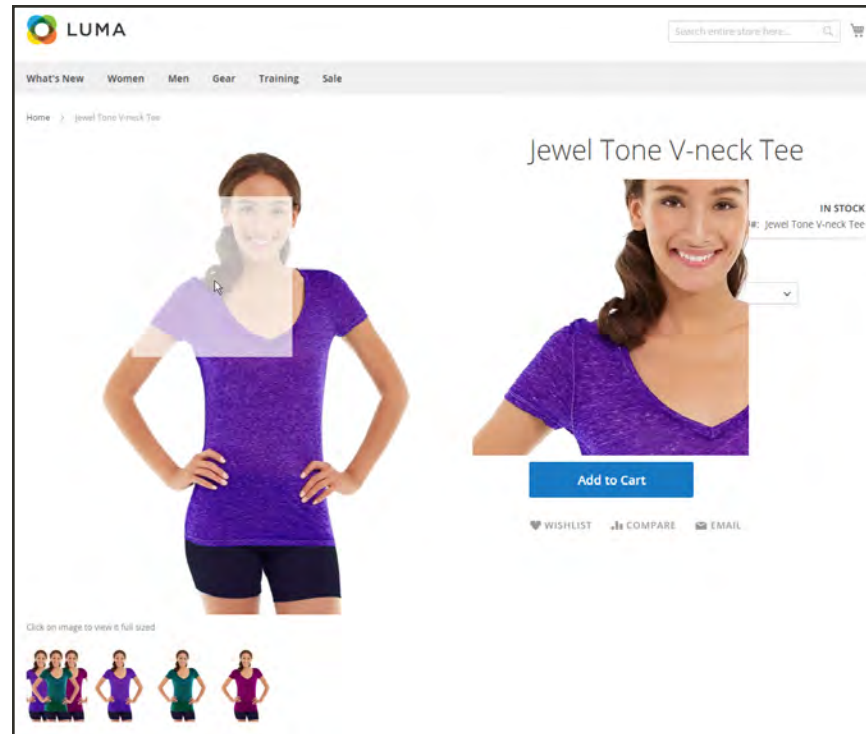 LUMA
Search entire store here...
What's New Women Men Gear Training Sale
Home > Jewel Tone V-neck Tee
Jewel Tone V-neck Tee
IN STOCK
#: Jewel Tone V-neck Tee
Add to Cart
WISHLIST COMPARE EMAIL
Click on image to view it full sized